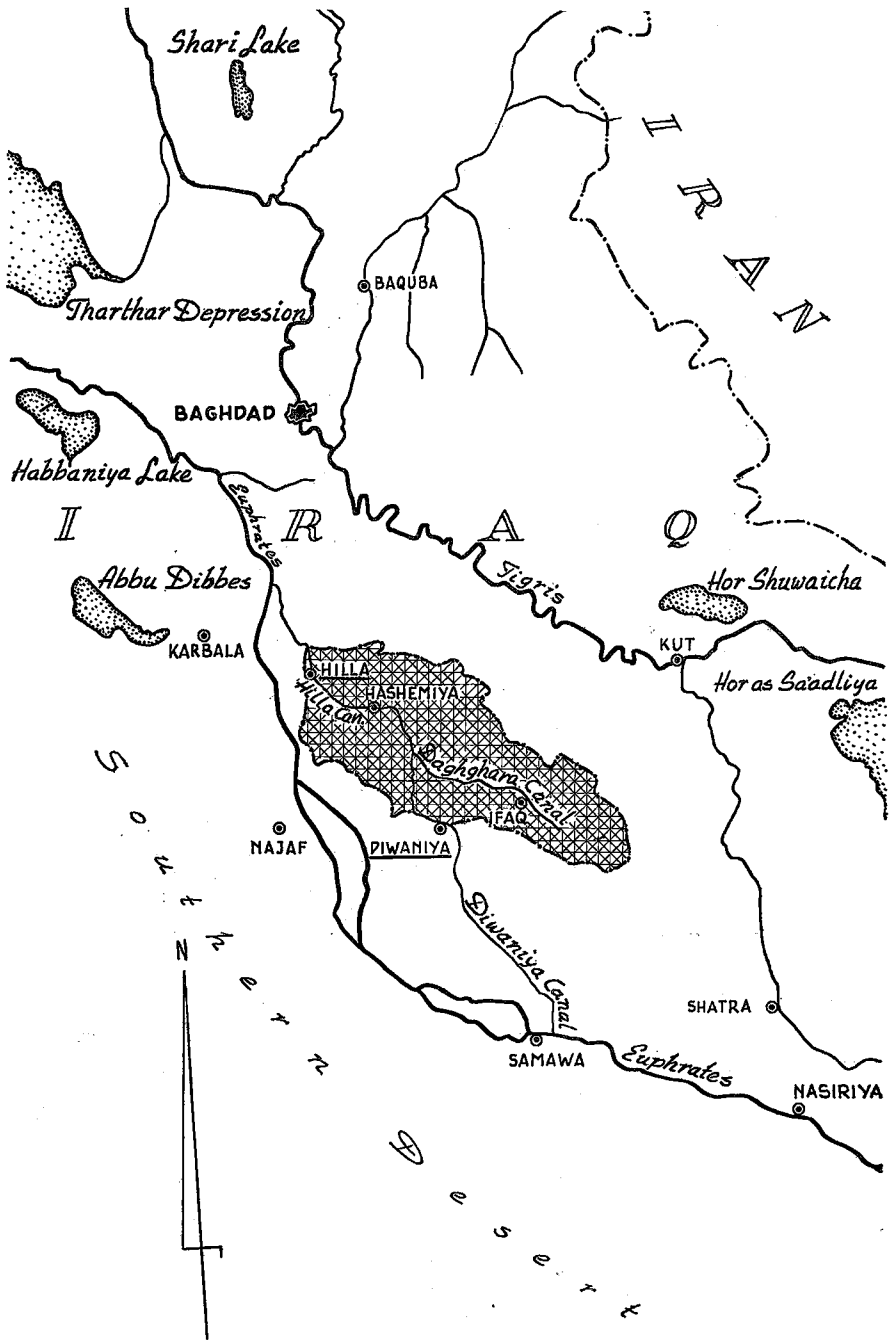 Shari Lake
IRAN
BAQUBA
Tharthar Depression
BAGHDAD
Habbaniya Lake
Euphrates
IRAQ
Tigris
Abbu Dibbes
Hor Shuwaicha
KARBALA
KUT
HILLA
Hilla Can.
HASHEMIYA
Hor as Sa'adliya
Daghghara Canal
IFAQ
NAJAF
DIWANIYA
Southern Desert
Diwaniya Canal
N
SHATRA
SAMAWA
Euphrates
NASIRIYA